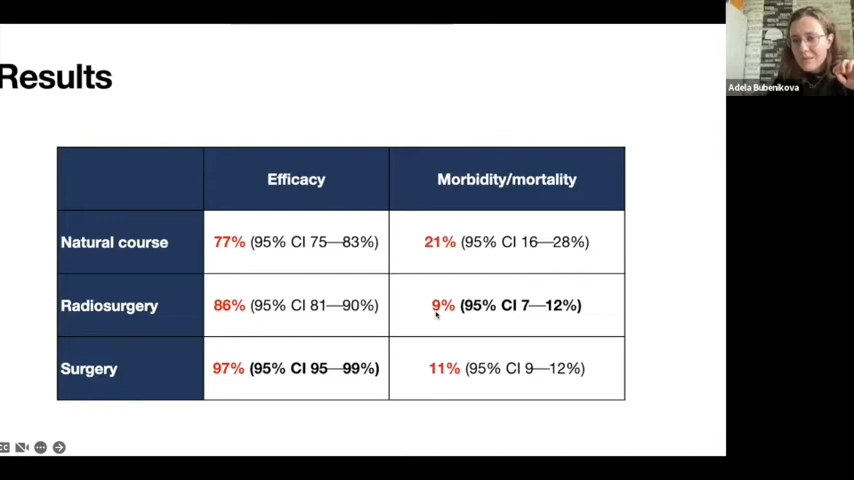 Results
Efficacy Morbidity/mortality
Natural course 77% (95% CI 75—83%) 21% (95% CI 16—28%)
Radiosurgery 86% (95% CI 81—90%) 9% (95% CI 7—12%)
Surgery 97% (95% CI 95—99%) 11% (95% CI 9—12%)
Adela Bubenikova